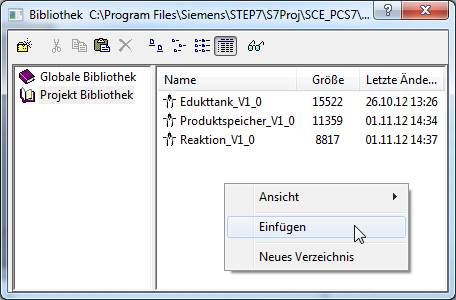 Bibliothek C:\Program Files\Siemens\STEP7\S7Proj\SCE_PCS7\...
Globale Bibliothek
Projekt Bibliothek
Name Größe Letzte Ände...
Edukttank_V1_0 15522 26.10.12 13:26
Produktspeicher_V1_0 11359 01.11.12 14:34
Reaktion_V1_0 8817 01.11.12 14:37
Ansicht
Einfügen
Neues Verzeichnis